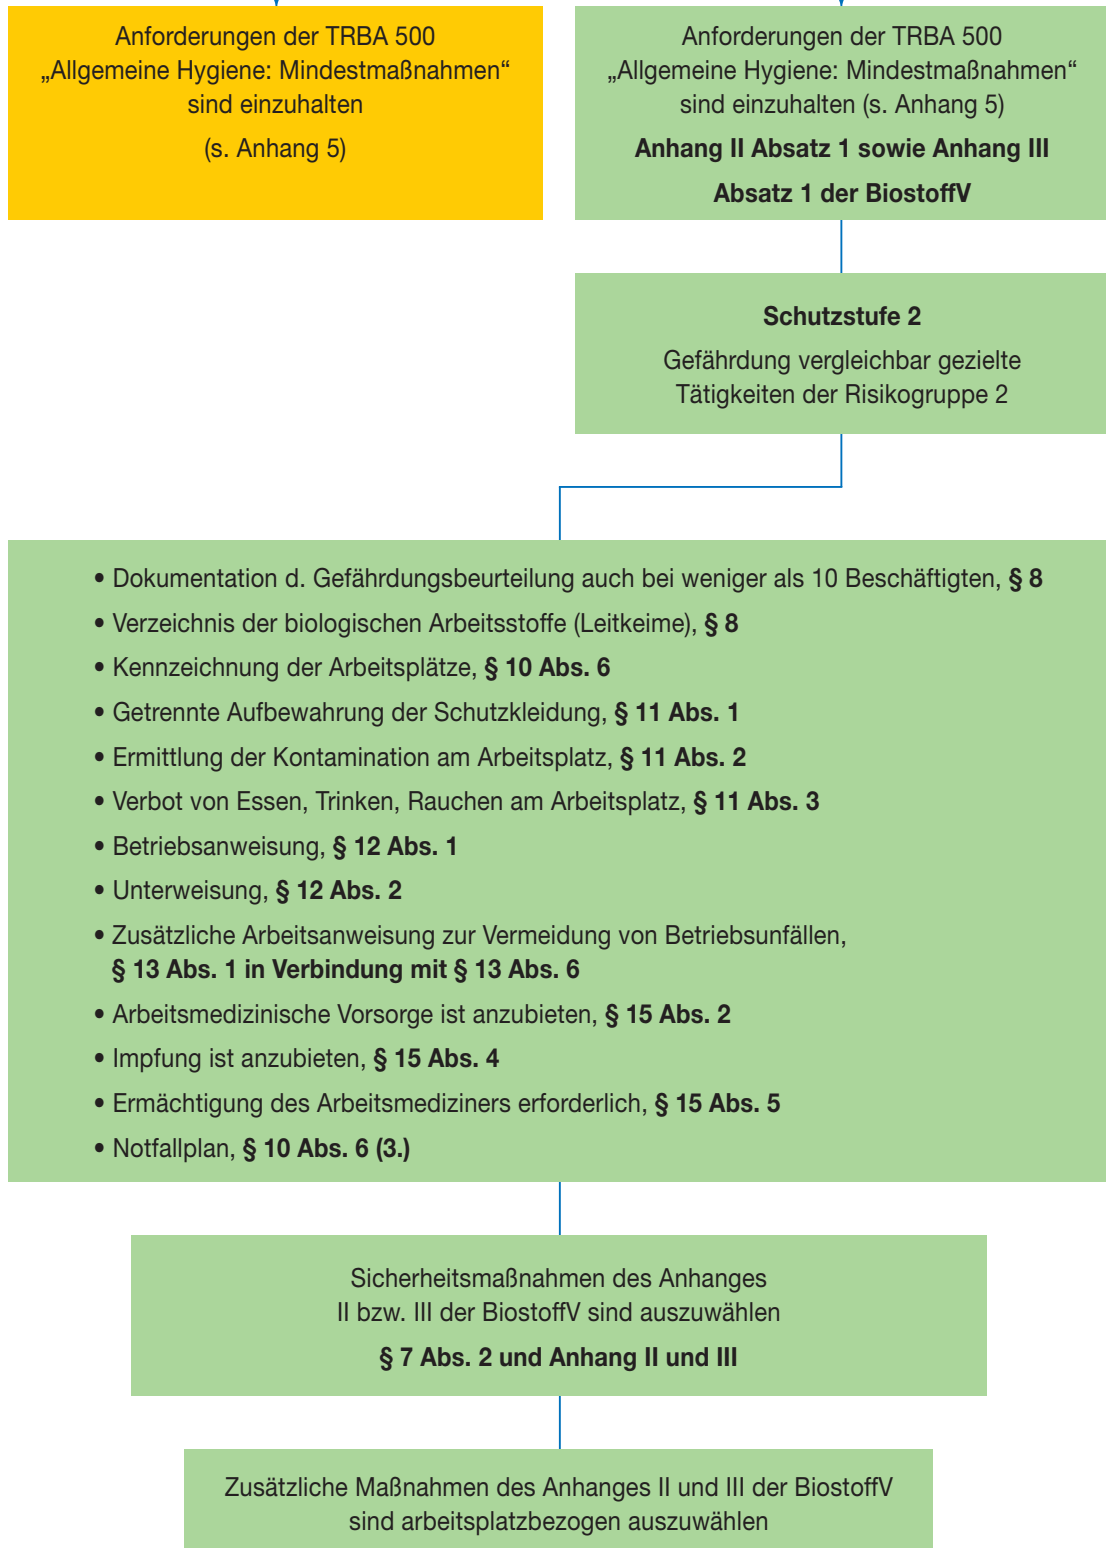 Anforderungen der TRBA 500
„Allgemeine Hygiene: Mindestmaßnahmen“
sind einzuhalten
(s. Anhang 5)
Anforderungen der TRBA 500
„Allgemeine Hygiene: Mindestmaßnahmen“
sind einzuhalten (s. Anhang 5)
Anhang II Absatz 1 sowie Anhang III
Absatz 1 der BiostoffV
Schutzstufe 2
Gefährdung vergleichbar gezielte
Tätigkeiten der Risikogruppe 2
• Dokumentation d. Gefährdungsbeurteilung auch bei weniger als 10 Beschäftigten, § 8
• Verzeichnis der biologischen Arbeitsstoffe (Leitkeime), § 8
• Kennzeichnung der Arbeitsplätze, § 10 Abs. 6
• Getrennte Aufbewahrung der Schutzkleidung, § 11 Abs. 1
• Ermittlung der Kontamination am Arbeitsplatz, § 11 Abs. 2
• Verbot von Essen, Trinken, Rauchen am Arbeitsplatz, § 11 Abs. 3
• Betriebsanweisung, § 12 Abs. 1
• Unterweisung, § 12 Abs. 2
• Zusätzliche Arbeitsanweisung zur Vermeidung von Betriebsunfällen,
§ 13 Abs. 1 in Verbindung mit § 13 Abs. 6
• Arbeitsmedizinische Vorsorge ist anzubieten, § 15 Abs. 2
• Impfung ist anzubieten, § 15 Abs. 4
• Ermächtigung des Arbeitsmediziners erforderlich, § 15 Abs. 5
• Notfallplan, § 10 Abs. 6 (3.)
Sicherheitsmaßnahmen des Anhanges
II bzw. III der BiostoffV sind auszuwählen
§ 7 Abs. 2 und Anhang II und III
Zusätzliche Maßnahmen des Anhanges II und III der BiostoffV
sind arbeitsplatzbezogen auszuwählen